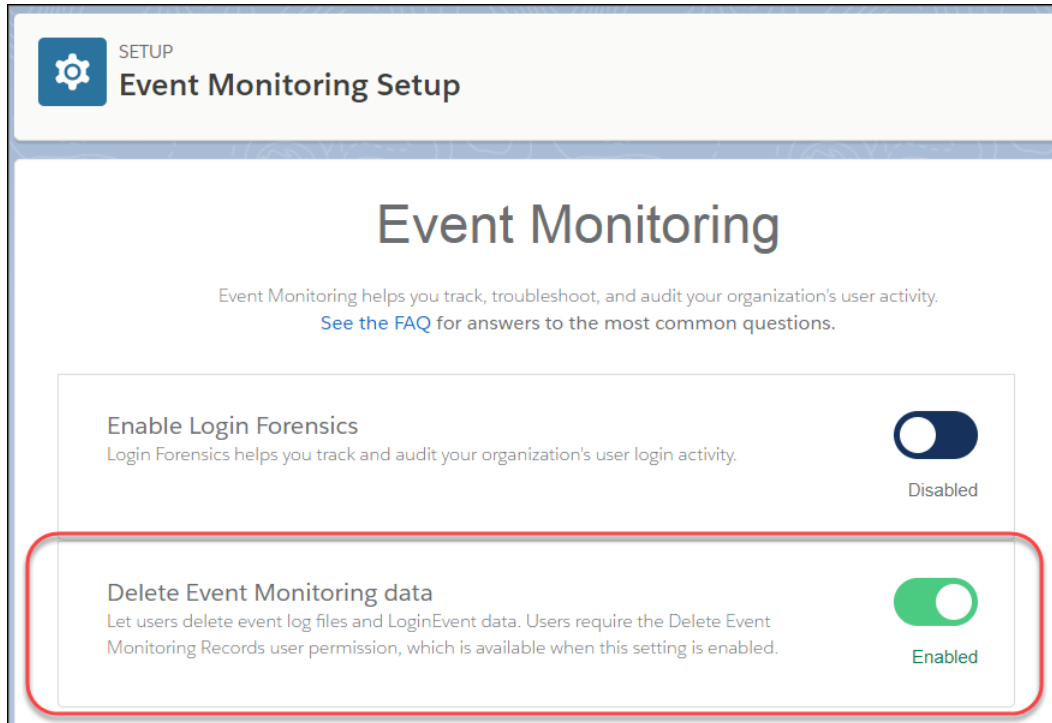 SETUP
Event Monitoring Setup
Event Monitoring
Event Monitoring helps you track, troubleshoot, and audit your organization's user activity.
See the FAQ for answers to the most common questions.
Enable Login Forensics
Login Forensics helps you track and audit your organization's user login activity.
Disabled
Delete Event Monitoring data
Let users delete event log files and LoginEvent data. Users require the Delete Event
Monitoring Records user permission, which is available when this setting is enabled.
Enabled